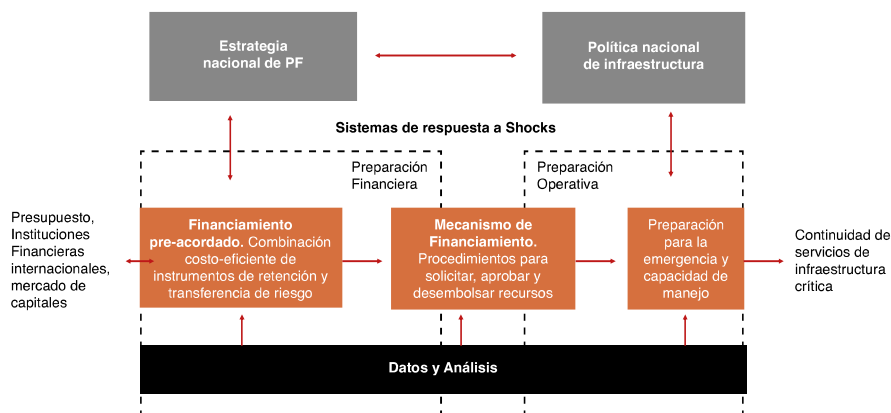 Estrategia
nacional de PF
Política nacional
de infraestructura
Sistemas de respuesta a Shocks
Preparación
Financiera
Preparación
Operativa
Presupuesto,
Instituciones
Financieras
internacionales,
mercado de
capitales
Financiamiento
pre-acordado. Combinación
costo-eficiente de
instrumentos de retención y
transferencia de riesgo
Mecanismo de
Financiamiento.
Procedimientos para
solicitar, aprobar y
desembolsar recursos
Preparación
para la
emergencia y
capacidad de
manejo
Continuidad de
servicios de
infraestructura
crítica
Datos y Análisis